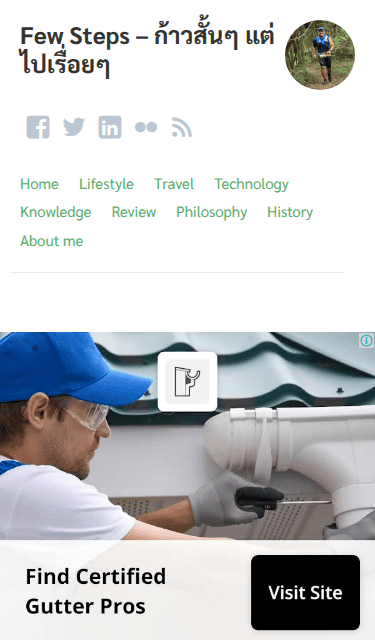 Few Steps – ก้าวสั้นๆ แต่
ไปเรื่อยๆ
Home Lifestyle Travel Technology
Knowledge Review Philosophy History
About me
Find Certified
Gutter Pros
Visit Site